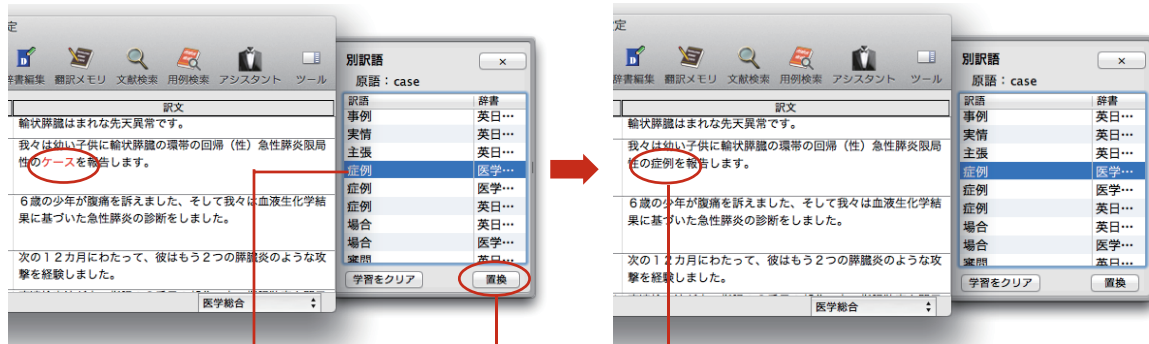 定
辞書編集 翻訳メモリ 文献検索 用例検索 アシスタント ツール
訳文
輪状膵臓はまれな先天異常です。
我々は幼い子供に輪状膵臓の環帯の回帰（性）急性膵炎限局
性のケースを報告します。
６歳の少年が腹痛を訴えました、そして我々は血液生化学結
果に基づいた急性膵炎の診断をしました。
次の１２カ月にわたって、彼はもう２つの膵臓炎のような攻
撃を経験しました。
医学総合
別訳語 ×
原語：case
訳語 辞書
事例 英日…
実情 英日…
主張 英日…
症例 医学…
症例 医学…
症例 英日…
場合 英日…
場合 医学…
審問 英日…
学習をクリア 置換
定
辞書編集 翻訳メモリ 文献検索 用例検索 アシスタント ツール
訳文
輪状膵臓はまれな先天異常です。
我々は幼い子供に輪状膵臓の環帯の回帰（性）急性膵炎限局
性の症例を報告します。
６歳の少年が腹痛を訴えました、そして我々は血液生化学結
果に基づいた急性膵炎の診断をしました。
次の１２カ月にわたって、彼はもう２つの膵臓炎のような攻
撃を経験しました。
医学総合
別訳語 ×
原語：case
訳語 辞書
事例 英日…
実情 英日…
主張 英日…
症例 医学…
症例 医学…
症例 英日…
場合 英日…
場合 医学…
審問 英日…
学習をクリア 置換